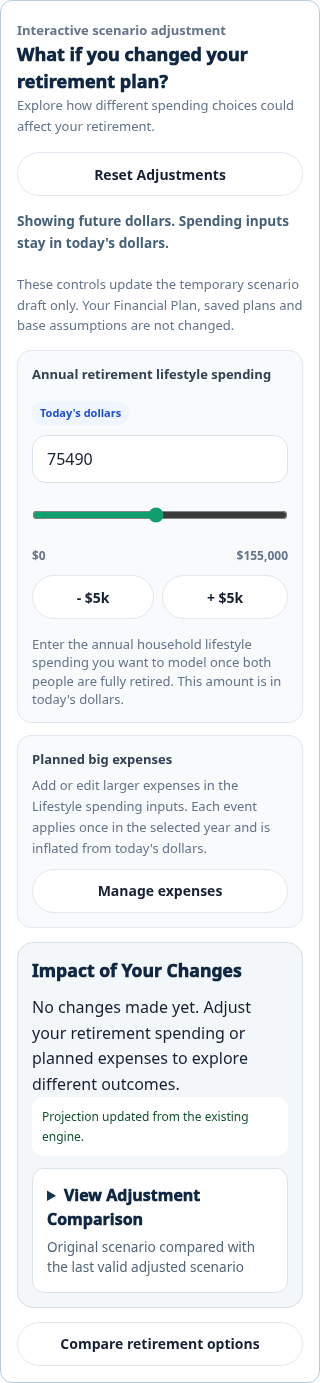 Interactive scenario adjustment
What if you changed your
retirement plan?
Explore how different spending choices could
affect your retirement.
Reset Adjustments
Showing future dollars. Spending inputs
stay in today's dollars.
These controls update the temporary scenario
draft only. Your Financial Plan, saved plans and
base assumptions are not changed.
Annual retirement lifestyle spending
Today's dollars
75490
$0 $155,000
- $5k + $5k
Enter the annual household lifestyle
spending you want to model once both
people are fully retired. This amount is in
today's dollars.
Planned big expenses
Add or edit larger expenses in the
Lifestyle spending inputs. Each event
applies once in the selected year and is
inflated from today's dollars.
Manage expenses
Impact of Your Changes
No changes made yet. Adjust
your retirement spending or
planned expenses to explore
different outcomes.
Projection updated from the existing
engine.
View Adjustment
Comparison
Original scenario compared with
the last valid adjusted scenario
Compare retirement options